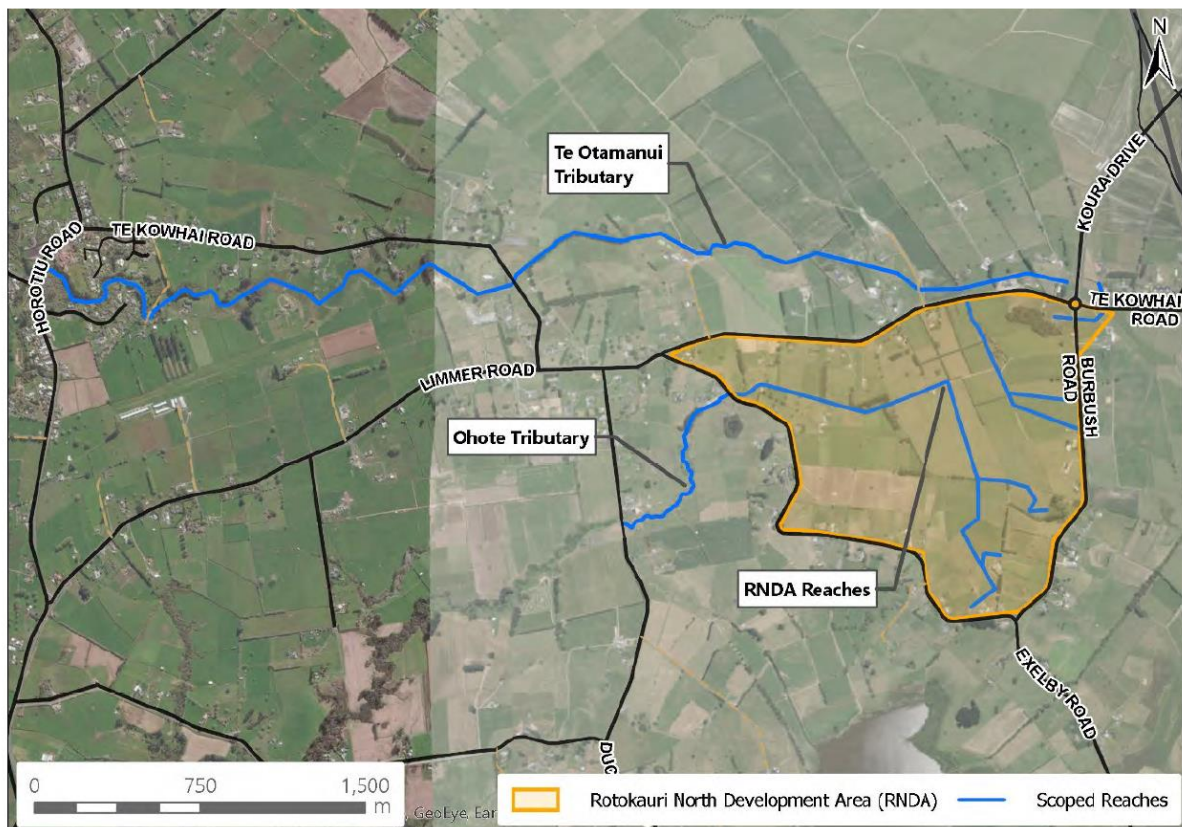 N
Te Otamanui
Tributary
KOURA DRIVE
HOROTIU ROAD
TE KOWHAI ROAD
TE KOWHAI
ROAD
BURBUSH
ROAD
LIMMER ROAD
Ohote Tributary
RNDA Reaches
EXELBY ROAD
DUC
0 750 1,500
m
, GeoEye, Ear
Rotokauri North Development Area (RNDA)
Scoped Reaches